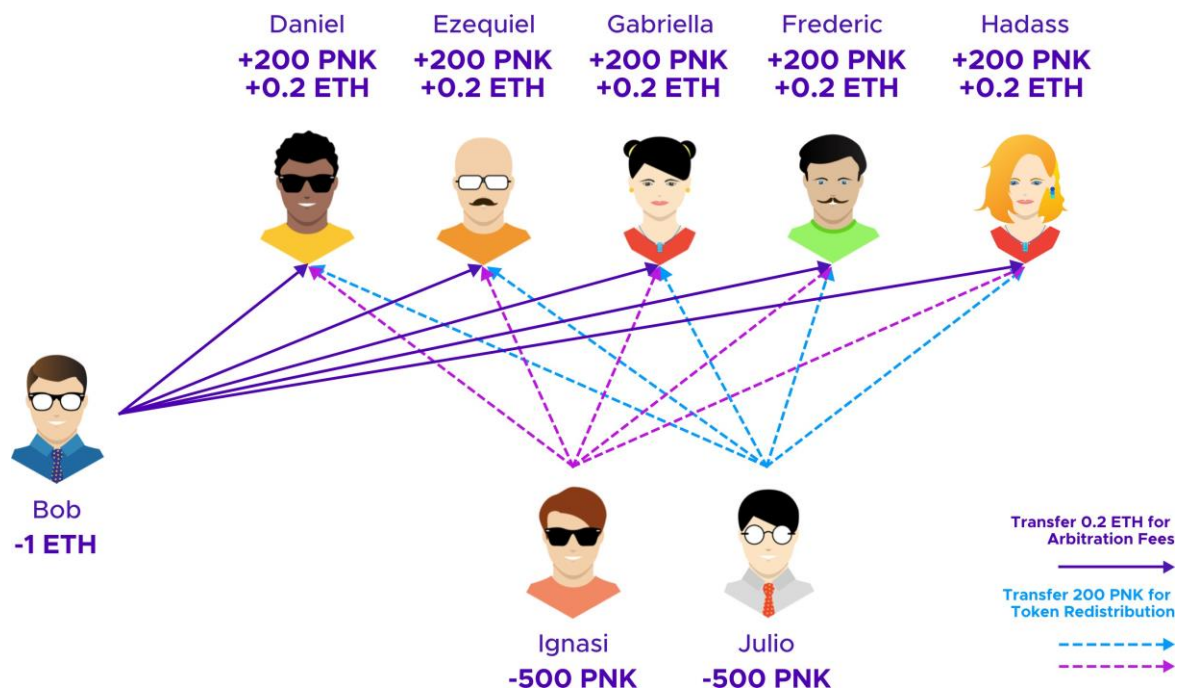 Daniel
+200 PNK
+0.2 ETH
Ezequiel
+200 PNK
+0.2 ETH
Gabriella
+200 PNK
+0.2 ETH
Frederic
+200 PNK
+0.2 ETH
Hadass
+200 PNK
+0.2 ETH
Bob
-1 ETH
Ignasi
-500 PNK
Julio
-500 PNK
Transfer 0.2 ETH for
Arbitration Fees
Transfer 200 PNK for
Token Redistribution